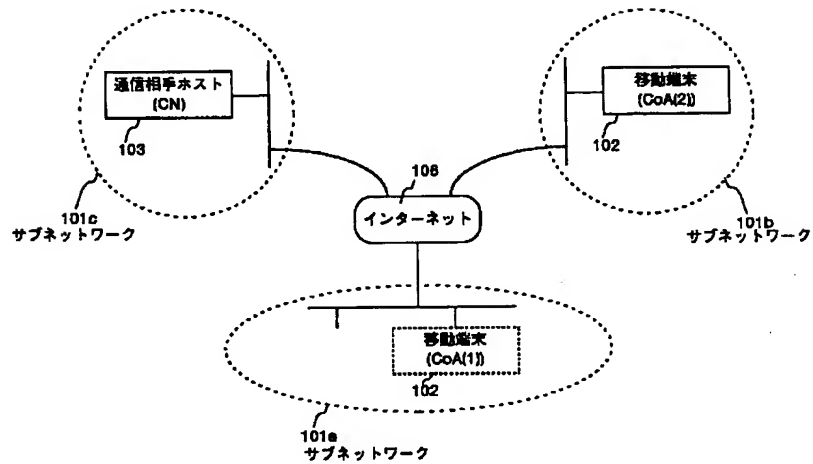 通信相手ホスト
(CN)
103
移動端末
(CoA(2))
102
106
インターネット
101c
サブネットワーク
101b
サブネットワーク
移動端末
(CoA(1))
102
101a
サブネットワーク